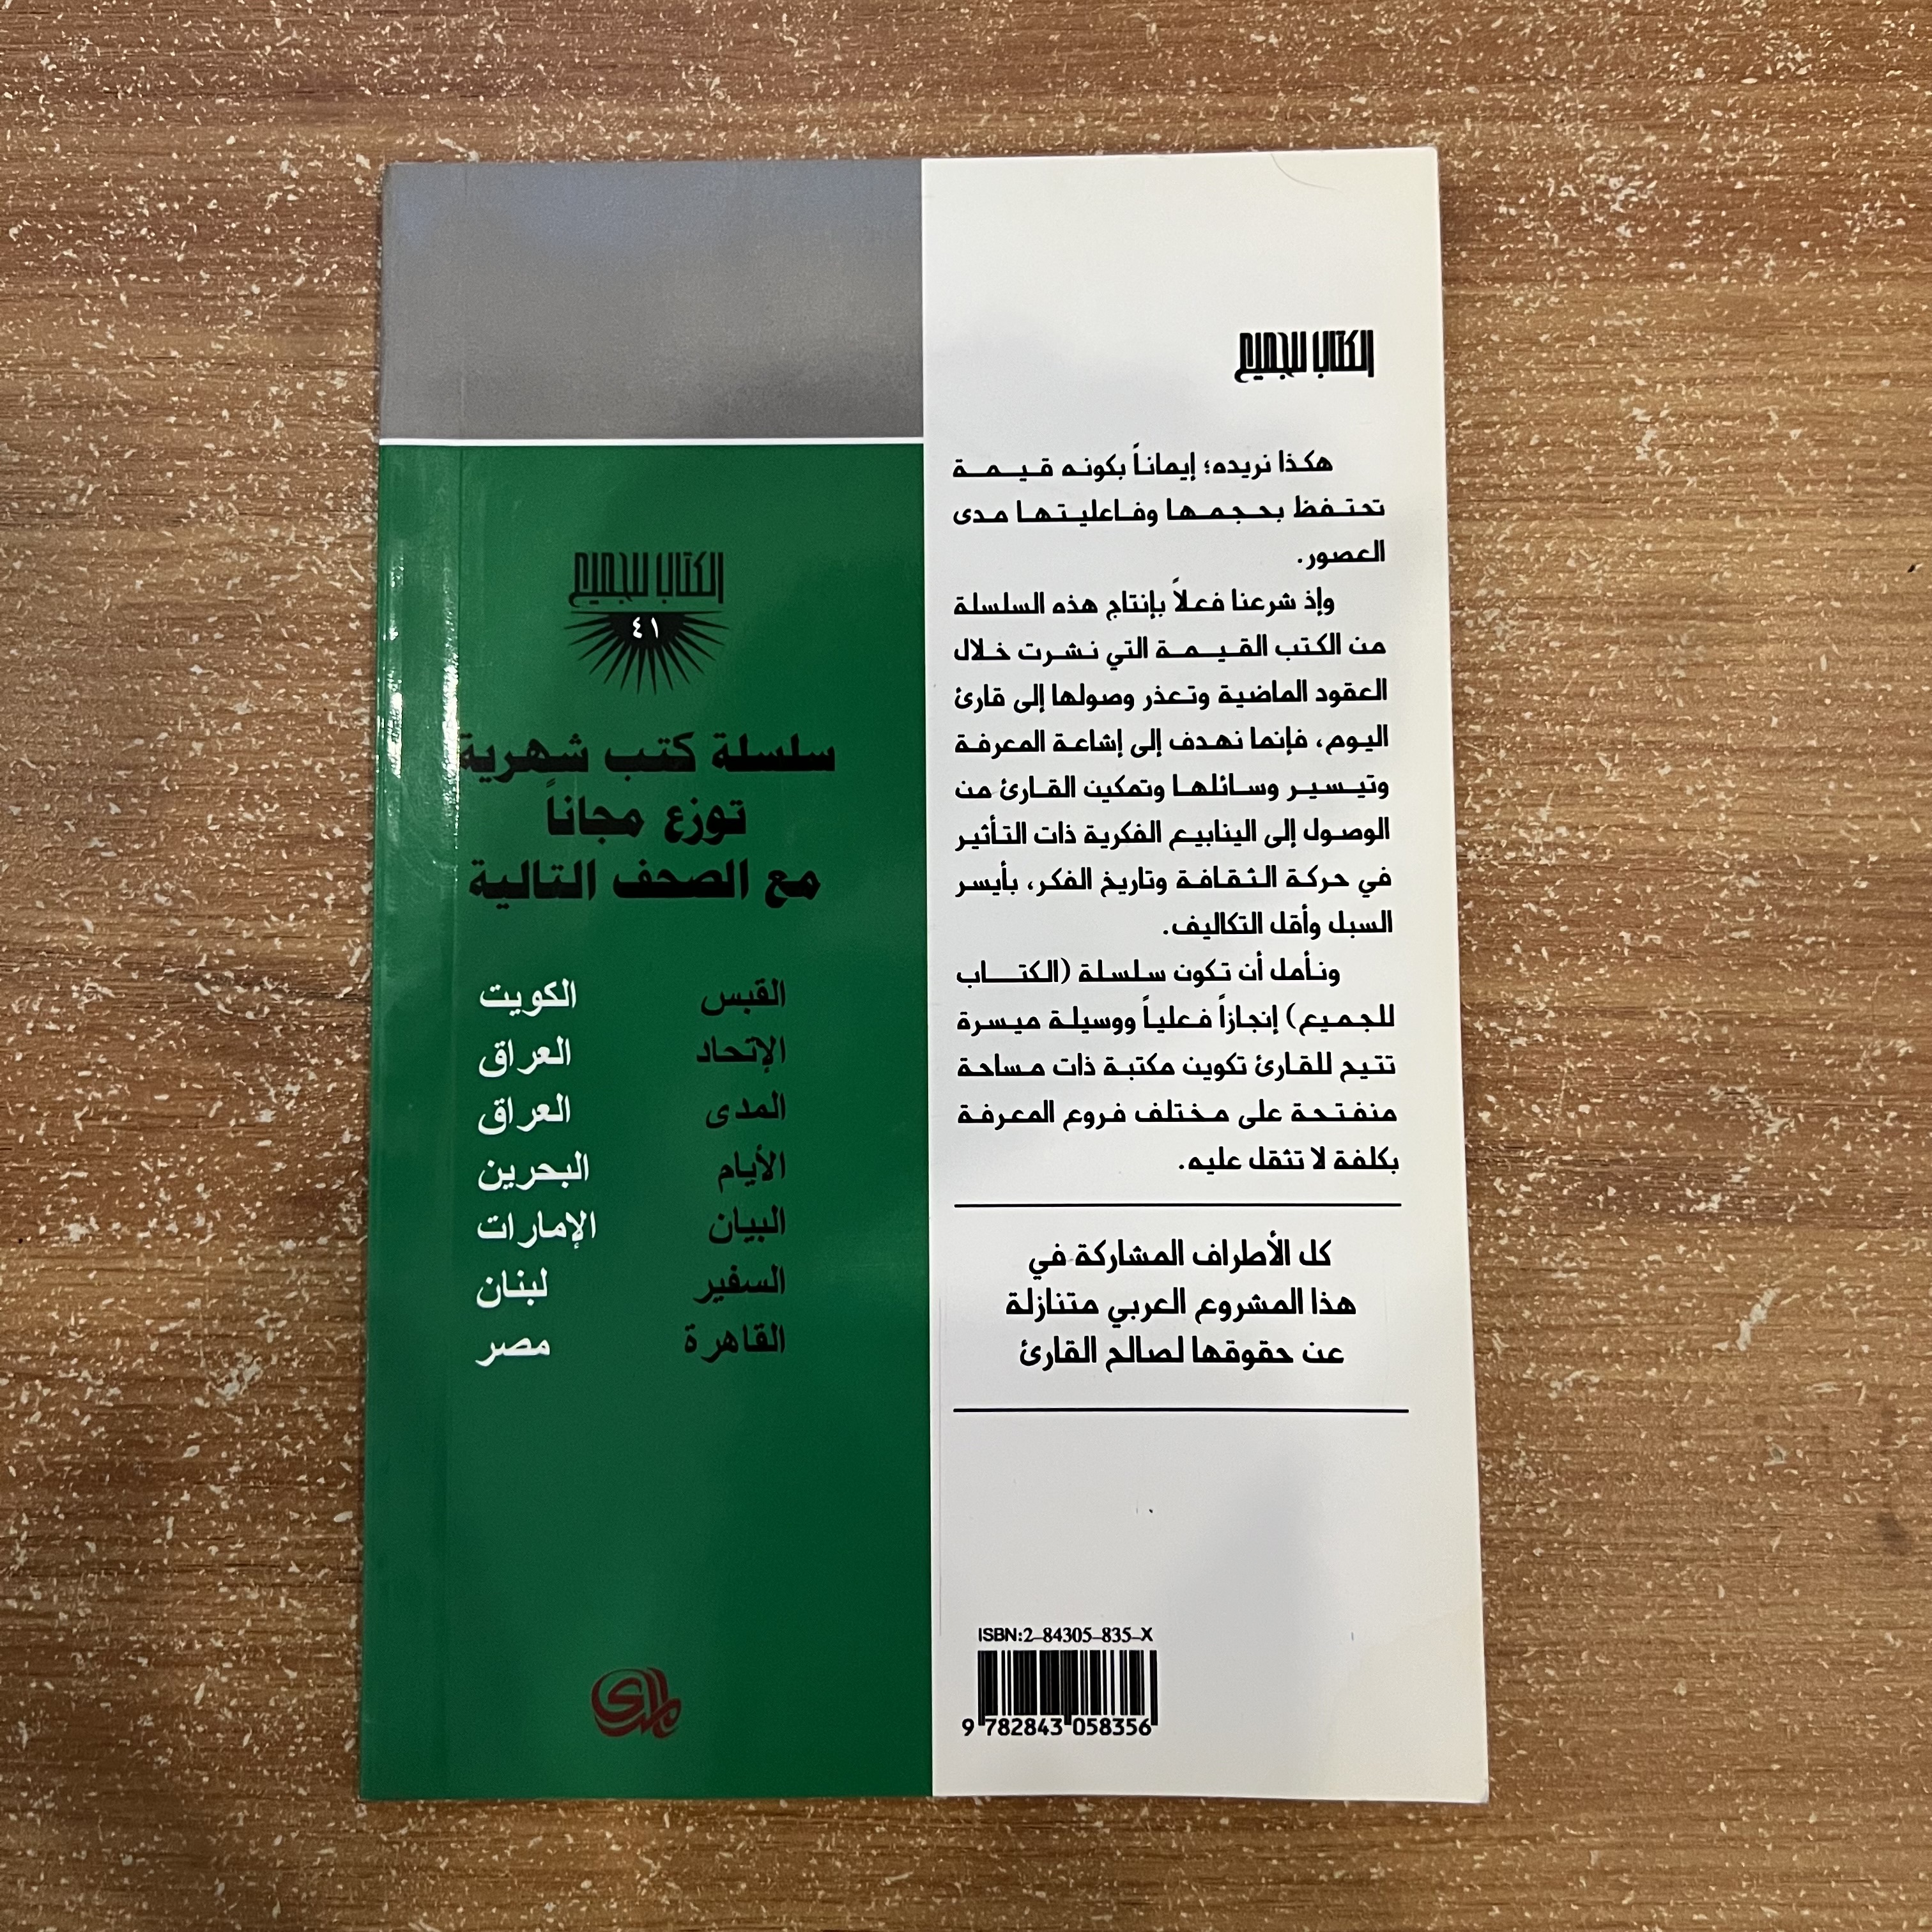 الكتاب للجميع
هكذا نريده؛ إيماناً بكونه قيمة
تحتفظ بحجمها وفاعليتها مدى
العصور.
وإذ شرعنا فعلاً بإنتاج هذه السلسلة
من الكتب القيمة التي نشرت خلال
العقود الماضية وتعذر وصولها إلى قارئ
اليوم، فإنما نهدف إلى إشاعة المعرفة
وتيسير وسائلها وتمكين القارئ من
الوصول إلى الينابيع الفكرية ذات التأثير
في حركة الثقافة وتاريخ الفكر، بأيسر
السبل وأقل التكاليف.
ونأمل أن تكون سلسلة (الكتاب
للجميع) إنجازاً فعلياً ووسيلة ميسرة
تتيح للقارئ تكوين مكتبة ذات مساحة
منفتحة على مختلف فروع المعرفة
بكلفة لا تثقل عليه.
كل الأطراف المشاركة في
هذا المشروع العربي متنازلة
عن حقوقها لصالح القارئ
ISBN:2-84305-835-X
9 782843 058356
الكتاب للجميع
٤١
سلسلة كتب شهرية
توزع مجاناً
مع الصحف التالية
القبس الكويت
الإتحاد العراق
المدى العراق
الأيام البحرين
البيان الإمارات
السفير لبنان
القاهرة مصر
المدى